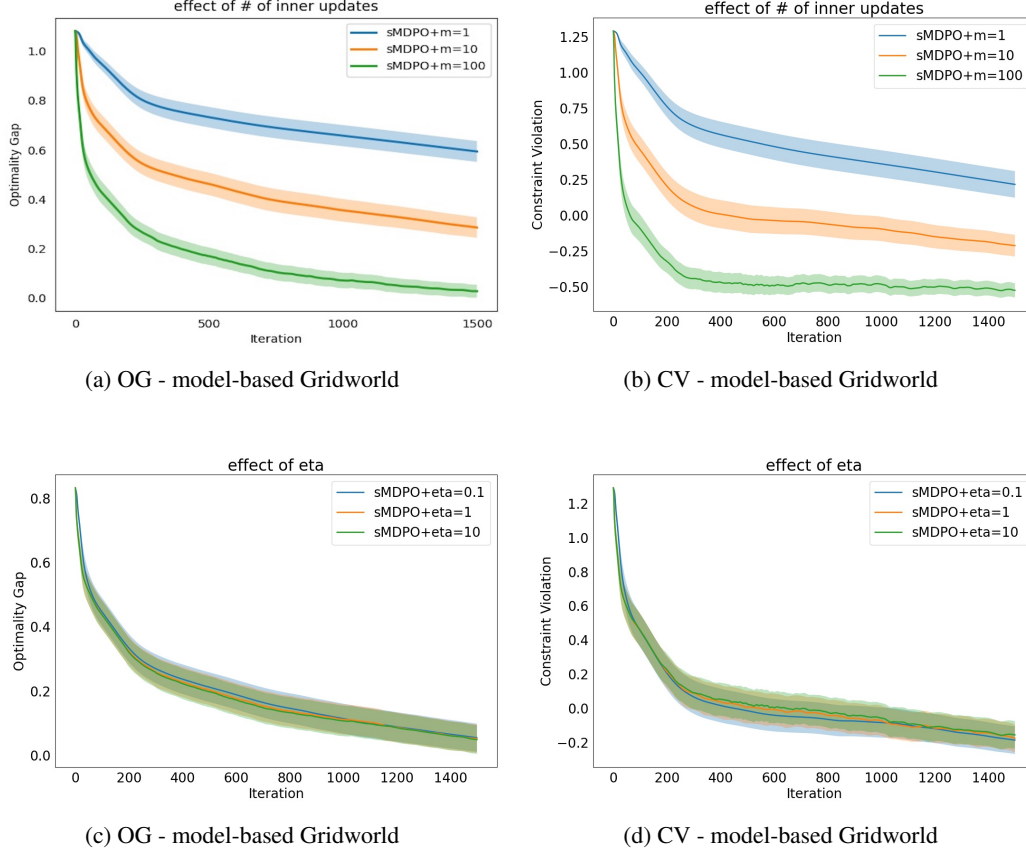 effect of # of inner updates
sMDPO+m=1
sMDPO+m=10
sMDPO+m=100
Optimality Gap
1.0
0.8
0.6
0.4
0.2
0.0
0
500
1000
1500
Iteration
(a) OG - model-based Gridworld
effect of # of inner updates
sMDPO+m=1
sMDPO+m=10
sMDPO+m=100
Constraint Violation
1.25
1.00
0.75
0.50
0.25
0.00
−0.25
−0.50
0
200
400
600
800
1000
1200
1400
Iteration
(b) CV - model-based Gridworld
effect of eta
sMDPO+eta=0.1
sMDPO+eta=1
sMDPO+eta=10
Optimality Gap
0.8
0.6
0.4
0.2
0.0
0
200
400
600
800
1000
1200
1400
Iteration
(c) OG - model-based Gridworld
effect of eta
sMDPO+eta=0.1
sMDPO+eta=1
sMDPO+eta=10
Constraint Violation
1.2
1.0
0.8
0.6
0.4
0.2
0.0
−0.2
0
200
400
600
800
1000
1200
1400
Iteration
(d) CV - model-based Gridworld